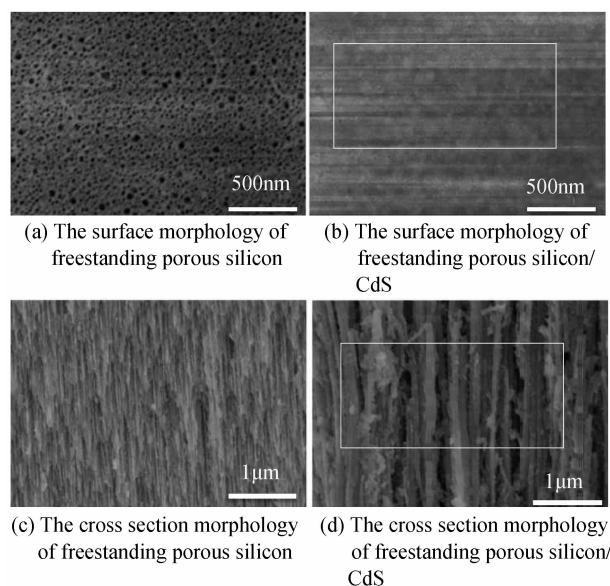 500nm
500nm
(a) The surface morphology of
freestanding porous silicon
(b) The surface morphology of
freestanding porous silicon/
CdS
1μm
1μm
(c) The cross section morphology
of freestanding porous silicon
(d) The cross section morphology
of freestanding porous silicon/
CdS